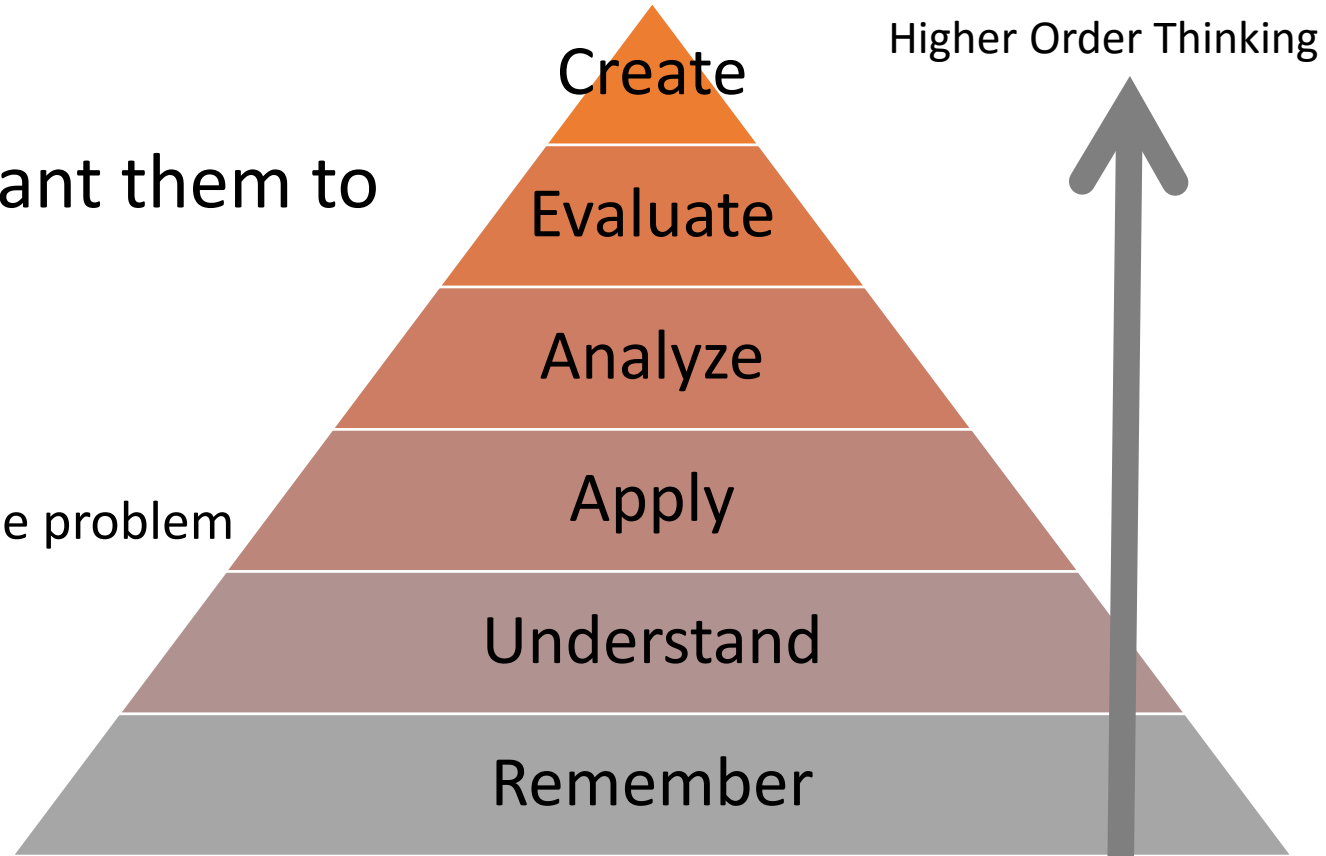 Higher Order Thinking
Create
ant them to
Evaluate
Analyze
Apply
e problem
Understand
Remember